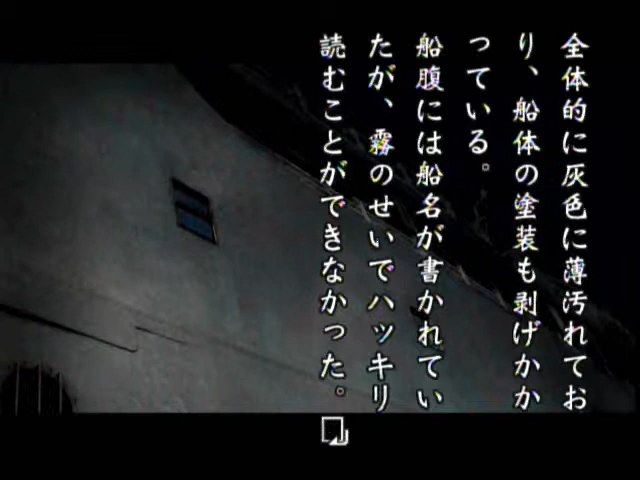 全体的に灰色に薄汚れてお
り、船体の塗装も剥げかか
っている。
船腹には船名が書かれてい
たが、霧のせいでハッキリ
読むことができなかった。